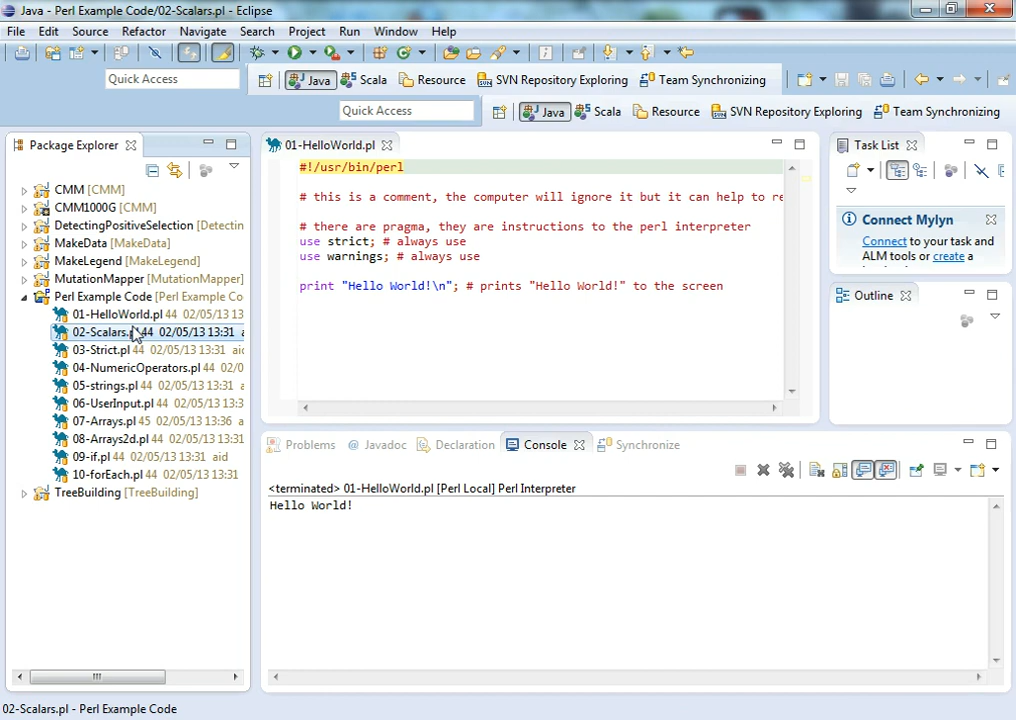 Java - Perl Example Code/02-Scalars.pl - Eclipse
File Edit Source Refactor Navigate Search Project Run Window Help
Quick Access Java Scala Resource SVN Repository Exploring Team Synchronizing
Quick Access Java Scala Resource SVN Repository Exploring Team Synchronizing
Package Explorer
CMM [CMM]
CMM1000G [CMM]
DetectingPositiveSelection [Detectin
MakeData [MakeData]
MakeLegend [MakeLegend]
MutationMapper [MutationMapper]
Perl Example Code [Perl Example Co
01-HelloWorld.pl 44 02/05/13 13
02-Scalars. 44 02/05/13 13:31 a
03-Strict.pl 44 02/05/13 13:31 aid
04-NumericOperators.pl 44 02/0
05-strings.pl 44 02/05/13 13:31 a
06-UserInput.pl 44 02/05/13 13:3
07-Arrays.pl 45 02/05/13 13:36 a
08-Arrays2d.pl 44 02/05/13 13:31
09-if.pl 44 02/05/13 13:31 aid
10-forEach.pl 44 02/05/13 13:31
TreeBuilding [TreeBuilding]
01-HelloWorld.pl
#!/usr/bin/perl
# this is a comment, the computer will ignore it but it can help to re
# there are pragma, they are instructions to the perl interpreter
use strict; # always use
use warnings; # always use
print "Hello World!\n"; # prints "Hello World!" to the screen
Task List
Connect Mylyn
Connect to your task and
ALM tools or create a
Outline
Problems Javadoc Declaration Console Synchronize
<terminated> 01-HelloWorld.pl [Perl Local] Perl Interpreter
Hello World!
02-Scalars.pl - Perl Example Code